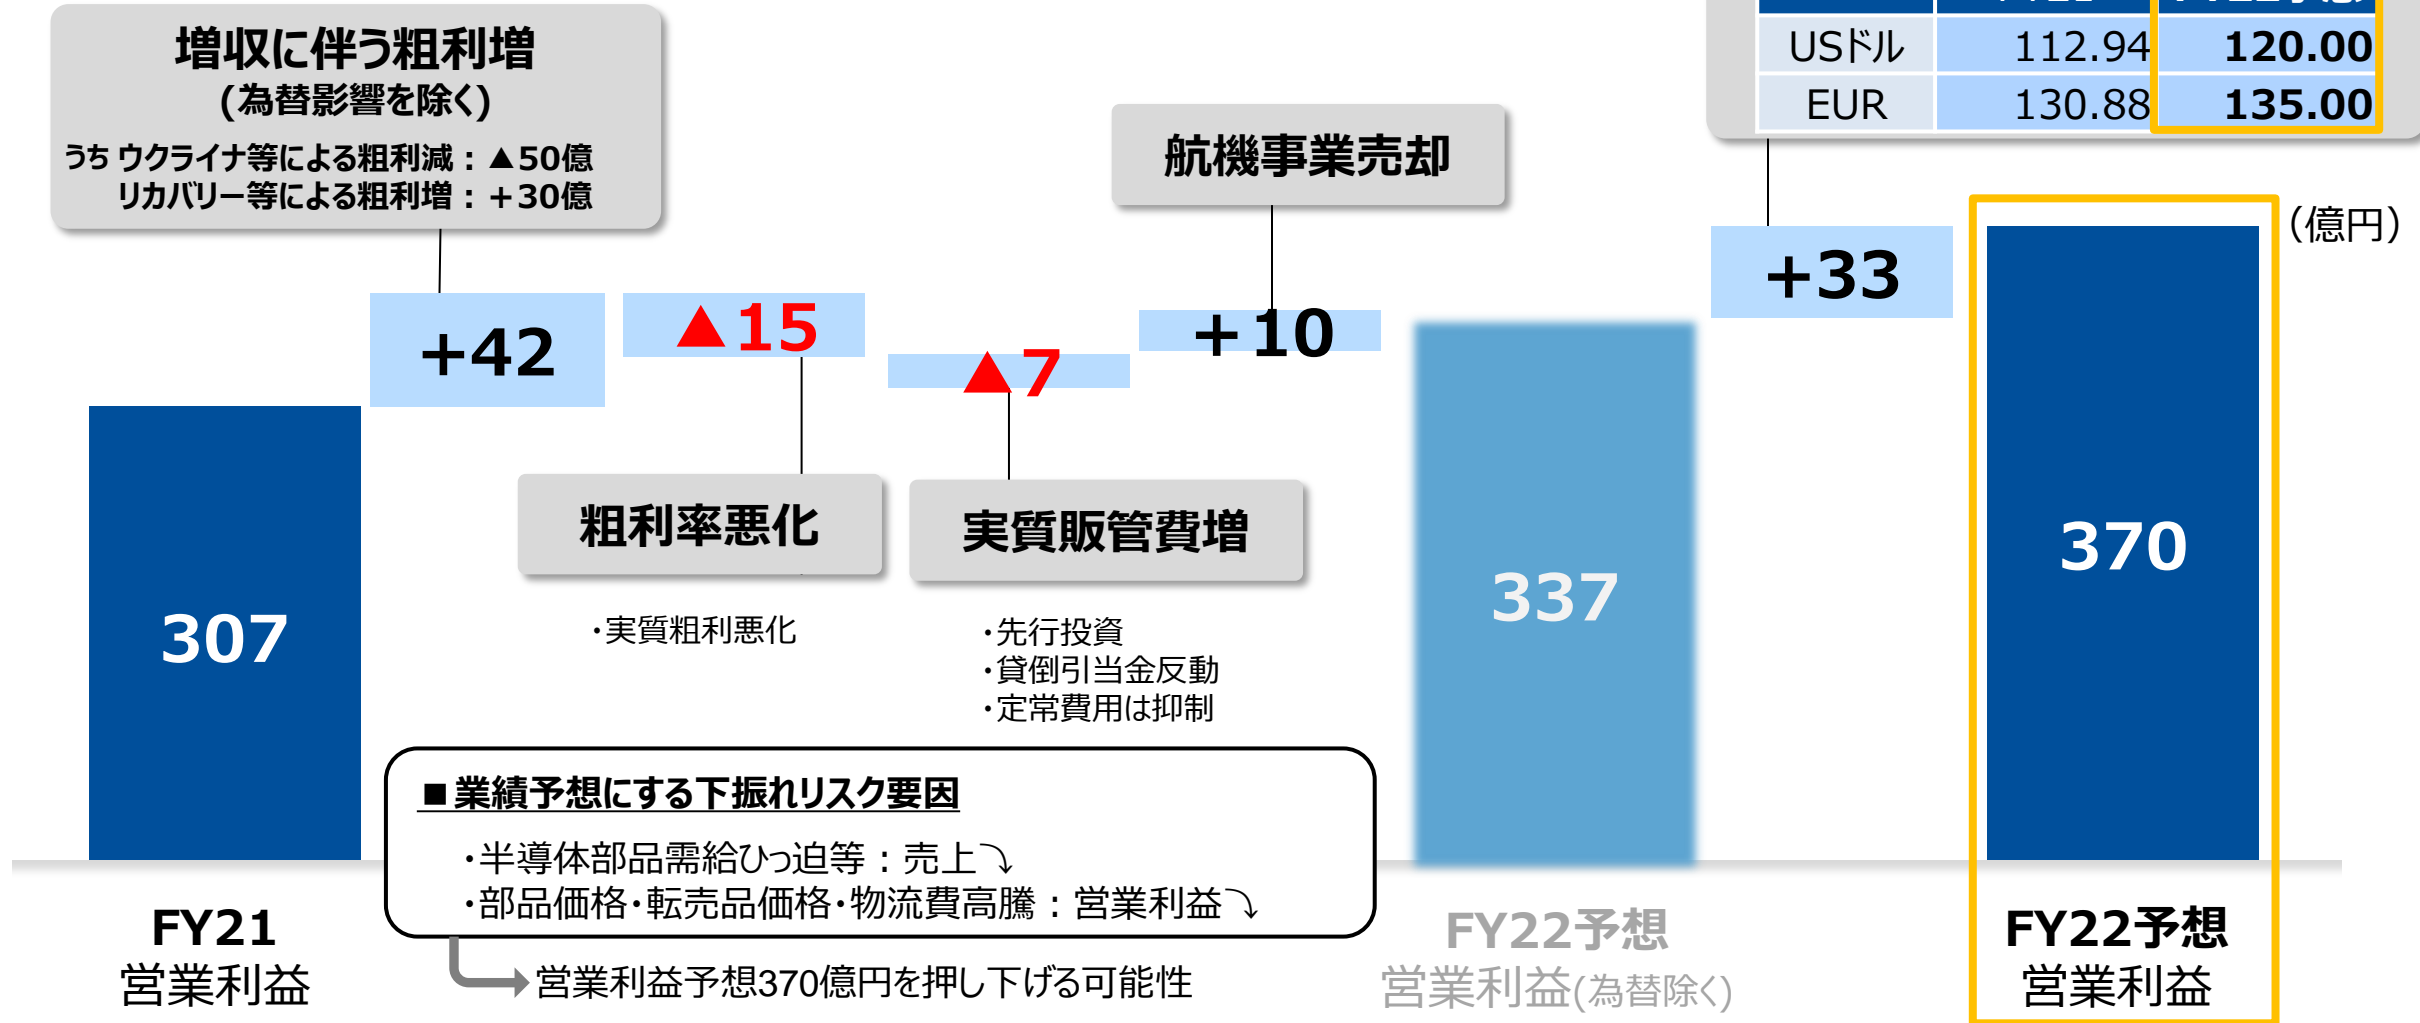 増収に伴う粗利増
(為替影響を除く)
うち ウクライナ等による粗利減：▲50億
リカバリー等による粗利増：+30億
航機事業売却
USドル 112.94 120.00
EUR 130.88 135.00
(億円)
+42
▲15
▲7
+10
+33
粗利率悪化
実質販管費増
・実質粗利悪化
・先行投資
・貸倒引当金反動
・定常費用は抑制
307
337
370
■業績予想にする下振れリスク要因
・半導体部品需給ひっ迫等：売上⤵
・部品価格・転売品価格・物流費高騰：営業利益⤵
営業利益予想370億円を押し下げる可能性
FY21
営業利益
FY22予想
営業利益(為替除く)
FY22予想
営業利益